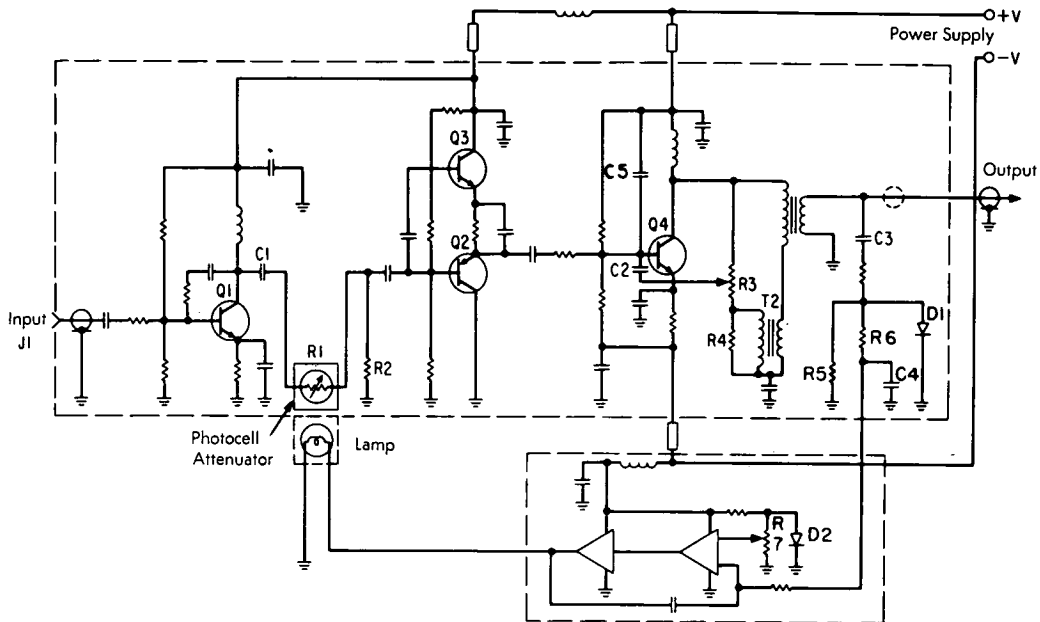 +V
Power Supply
-V
Q3
C5
Output
C1
Q2
Q4
C2
R3
C3
Q1
T2
D1
Input
J1
R1
R2
R4
R6
R5
C4
Photocell
Attenuator
Lamp
R
7
D2